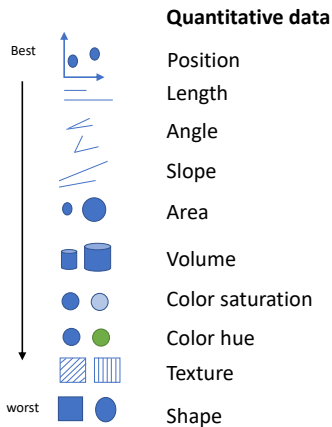 Quantitative data
Best
Position
Length
Angle
Slope
Area
Volume
Color saturation
Color hue
Texture
worst
Shape